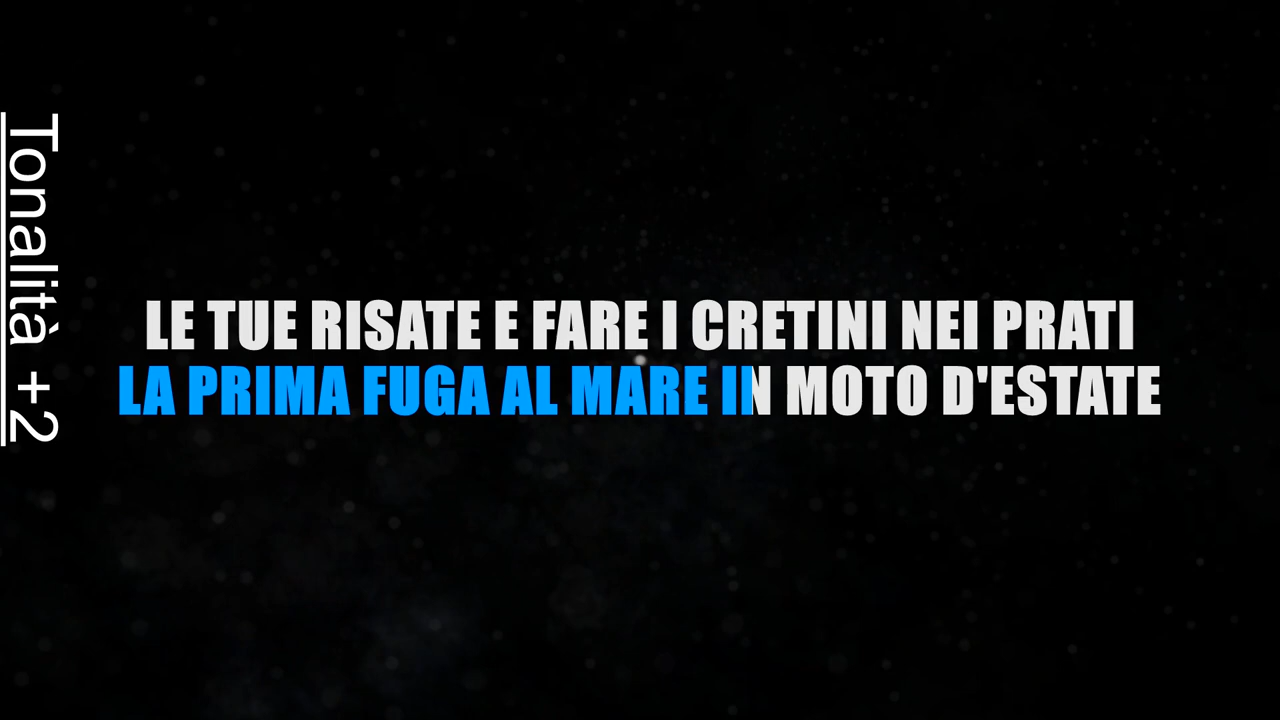 Tonalità +2
LE TUE RISATE E FARE I CRETINI NEI PRATI
LA PRIMA FUGA AL MARE IN MOTO D'ESTATE